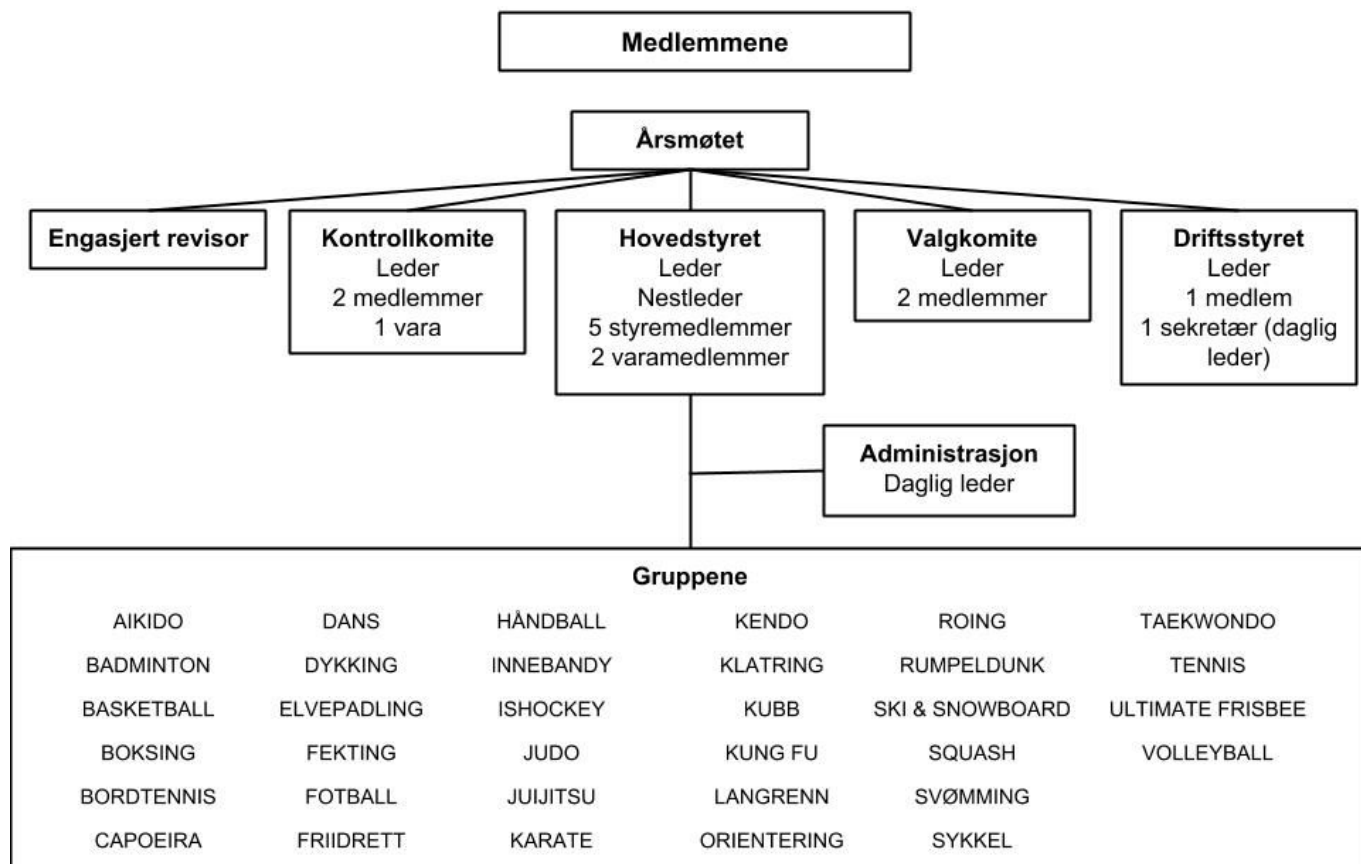 Medlemmene
Årsmøtet
Engasjert revisor
Kontrollkomite
Leder
2 medlemmer
1 vara
Hovedstyret
Leder
Nestleder
5 styremedlemmer
2 varamedlemmer
Valgkomite
Leder
2 medlemmer
Driftsstyret
Leder
1 medlem
1 sekretær (daglig
leder)
Administrasjon
Daglig leder
Gruppene
AIKIDO DANS HÅNDBALL KENDO ROING TAEKWONDO
BADMINTON DYKKING INNEBANDY KLATRING RUMPELDUNK TENNIS
BASKETBALL ELVEPADLING ISHOCKEY KUBB SKI & SNOWBOARD ULTIMATE FRISBEE
BOKSING FEKTING JUDO KUNG FU SQUASH VOLLEYBALL
BORDTENNIS FOTBALL JUIJITSU LANGRENN SVØMMING
CAPOEIRA FRIIDRETT KARATE ORIENTERING SYKKEL